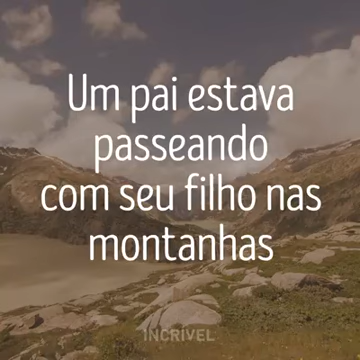 Um pai estava
passeando
com seu filho nas
montanhas
INCRÍVEL